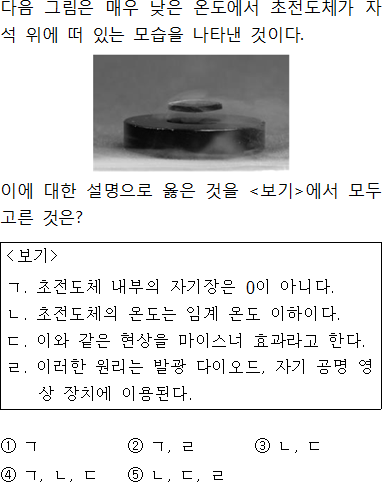 다음 그림은 매우 낮은 온도에서 초전도체가 자
석 위에 떠 있는 모습을 나타낸 것이다.
이에 대한 설명으로 옳은 것을 <보기>에서 모두
고른 것은?
<보기>
ㄱ. 초전도체 내부의 자기장은 0이 아니다.
ㄴ. 초전도체의 온도는 임계 온도 이하이다.
ㄷ. 이와 같은 현상을 마이스너 효과라고 한다.
ㄹ. 이러한 원리는 발광 다이오드, 자기 공명 영
상 장치에 이용된다.
① ㄱ ② ㄱ, ㄹ ③ ㄴ, ㄷ
④ ㄱ, ㄴ, ㄷ ⑤ ㄴ, ㄷ, ㄹ